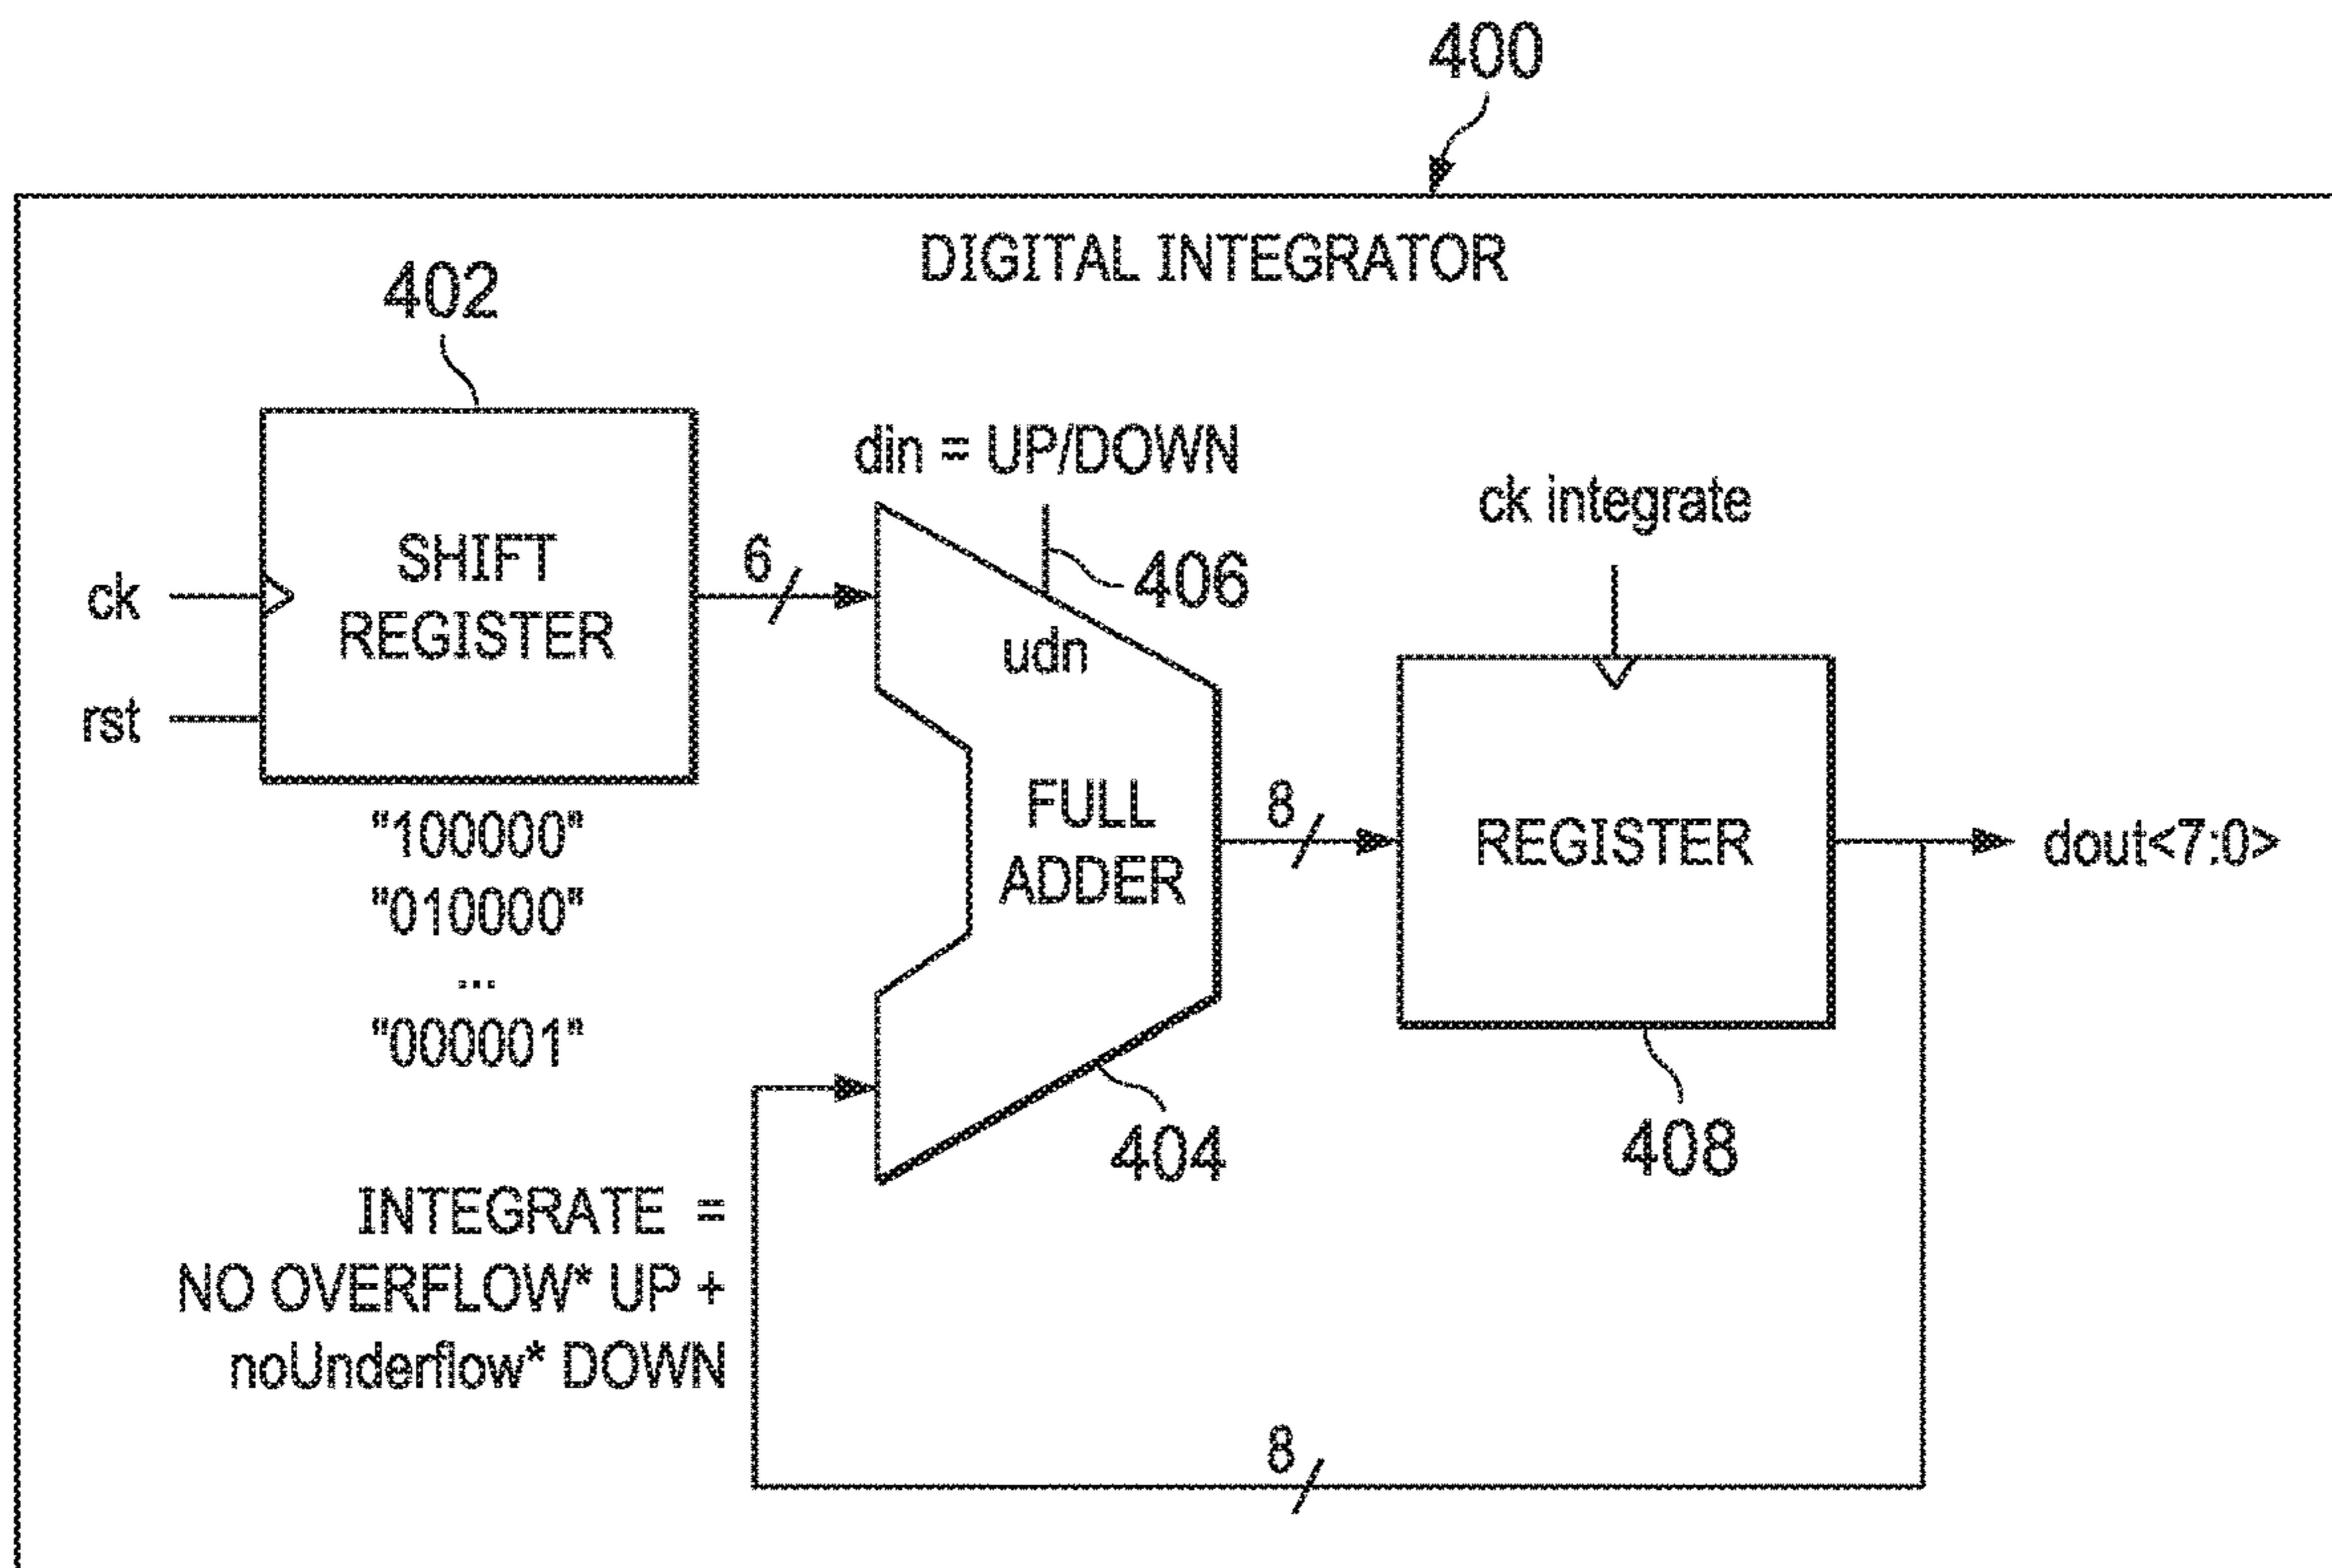 400
DIGITAL INTEGRATOR
402
din = UP/DOWN
ck integrate
SHIFT
REGISTER
ck
rst
6
406
udn
"100000"
"010000"
...
"000001"
FULL
ADDER
8
REGISTER
dout<7:0>
404
408
INTEGRATE =
NO OVERFLOW* UP +
noUnderflow* DOWN
8